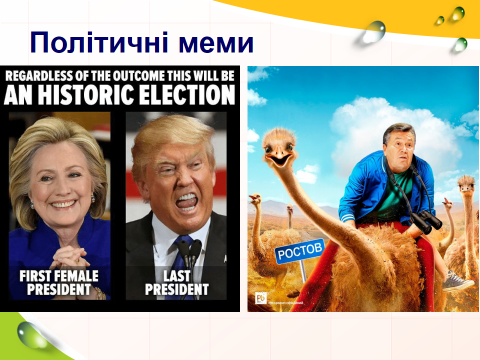 Політичні меми
REGARDLESS OF THE OUTCOME THIS WILL BE
AN HISTORIC ELECTION
FIRST FEMALE
PRESIDENT
LAST
PRESIDENT
РОСТОВ